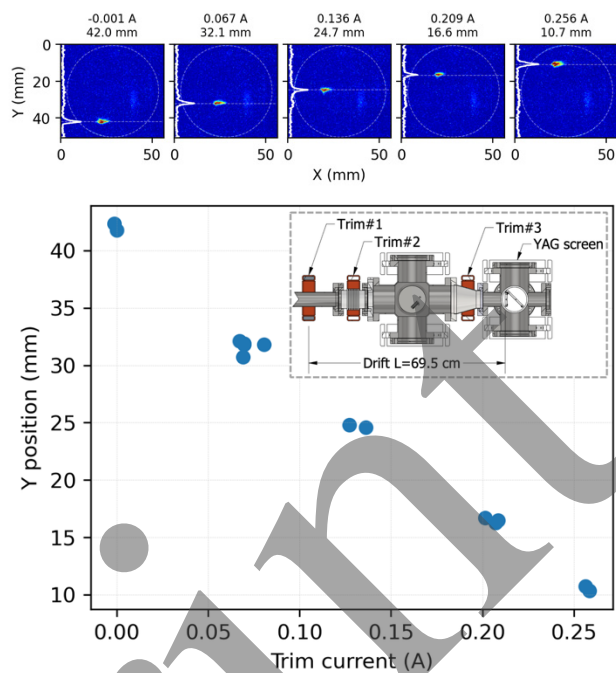 -0.001 A 0.067 A 0.136 A 0.209 A 0.256 A
42.0 mm 32.1 mm 24.7 mm 16.6 mm 10.7 mm
0
20
40
Y (mm)
0 50 0 50 0 50 0 50 0 50
X (mm)
40
35
30
25
20
15
10
Y position (mm)
Trim#1
Trim#2
Trim#3
YAG screen
Drift L=69.5 cm
0.00 0.05 0.10 0.15 0.20 0.25
Trim current (A)